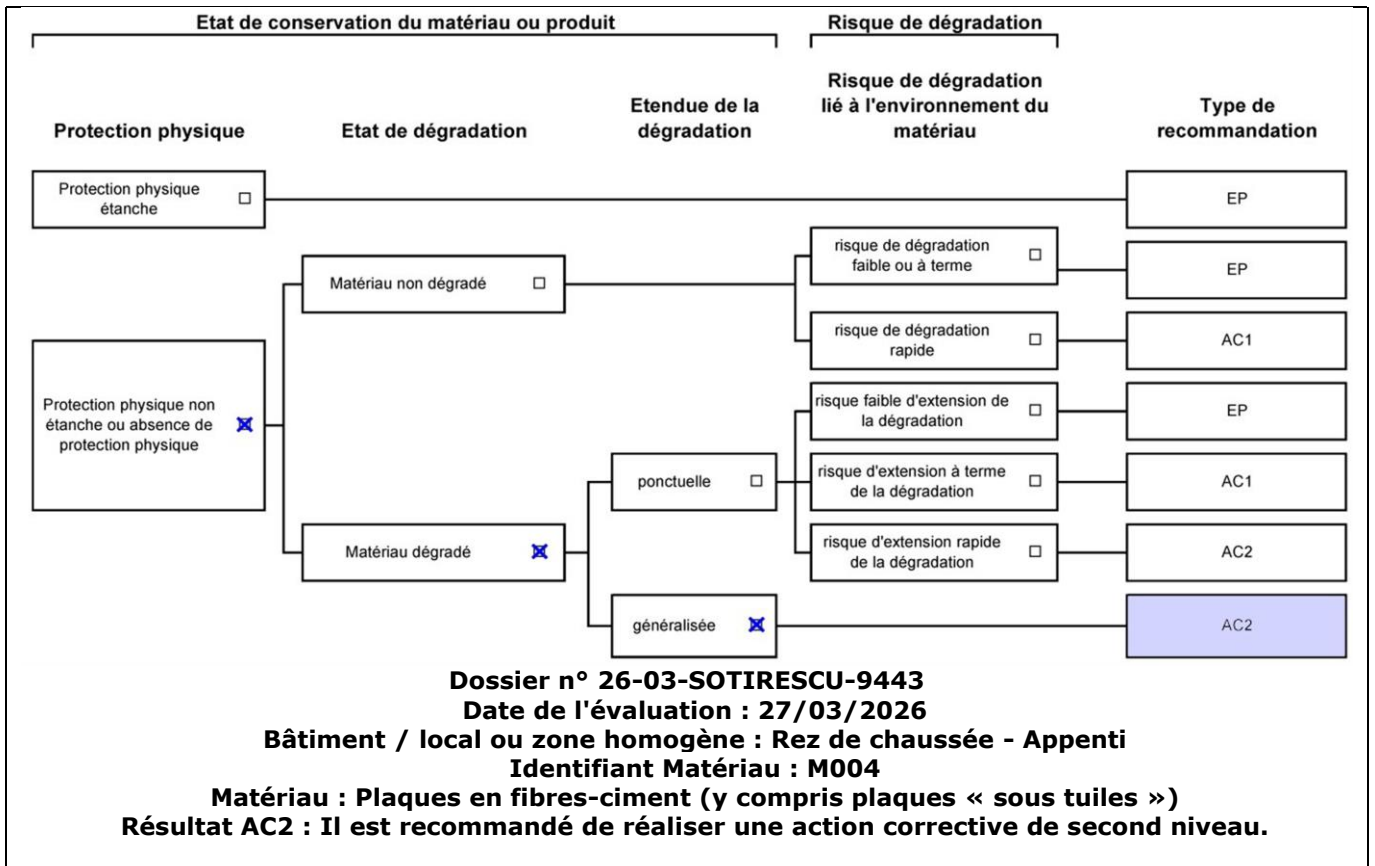 Etat de conservation du matériau ou produit
Risque de dégradation
Protection physique
Etat de dégradation
Etendue de la
dégradation
Risque de dégradation
lié à l'environnement du
matériau
Type de
recommandation
Protection physique
étanche
EP
risque de dégradation
faible ou à terme
EP
Matériau non dégradé
risque de dégradation
rapide
AC1
Protection physique non
étanche ou absence de
protection physique
risque faible d'extension de
la dégradation
EP
ponctuelle
risque d'extension à terme
de la dégradation
AC1
Matériau dégradé
risque d'extension rapide
de la dégradation
AC2
généralisée
AC2
Dossier n° 26-03-SOTIRESCU-9443
Date de l'évaluation : 27/03/2026
Bâtiment / local ou zone homogène : Rez de chaussée - Appenti
Identifiant Matériau : M004
Matériau : Plaques en fibres-ciment (y compris plaques « sous tuiles »)
Résultat AC2 : Il est recommandé de réaliser une action corrective de second niveau.